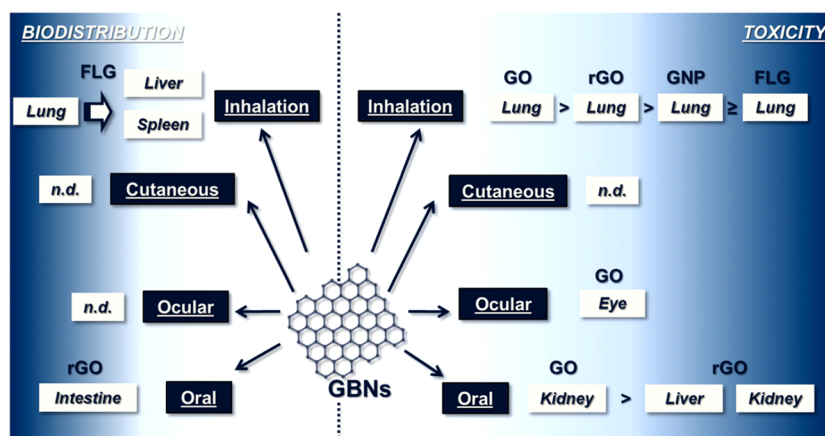 BIODISTRIBUTION
TOXICITY
FLG
Lung
Liver
Spleen
Inhalation
Inhalation
GO rGO GNP FLG
Lung > Lung > Lung ≥ Lung
n.d. Cutaneous
Cutaneous n.d.
n.d. Ocular
Ocular
GO
Eye
rGO
Intestine Oral
GBNs
Oral
GO rGO
Kidney > Liver Kidney